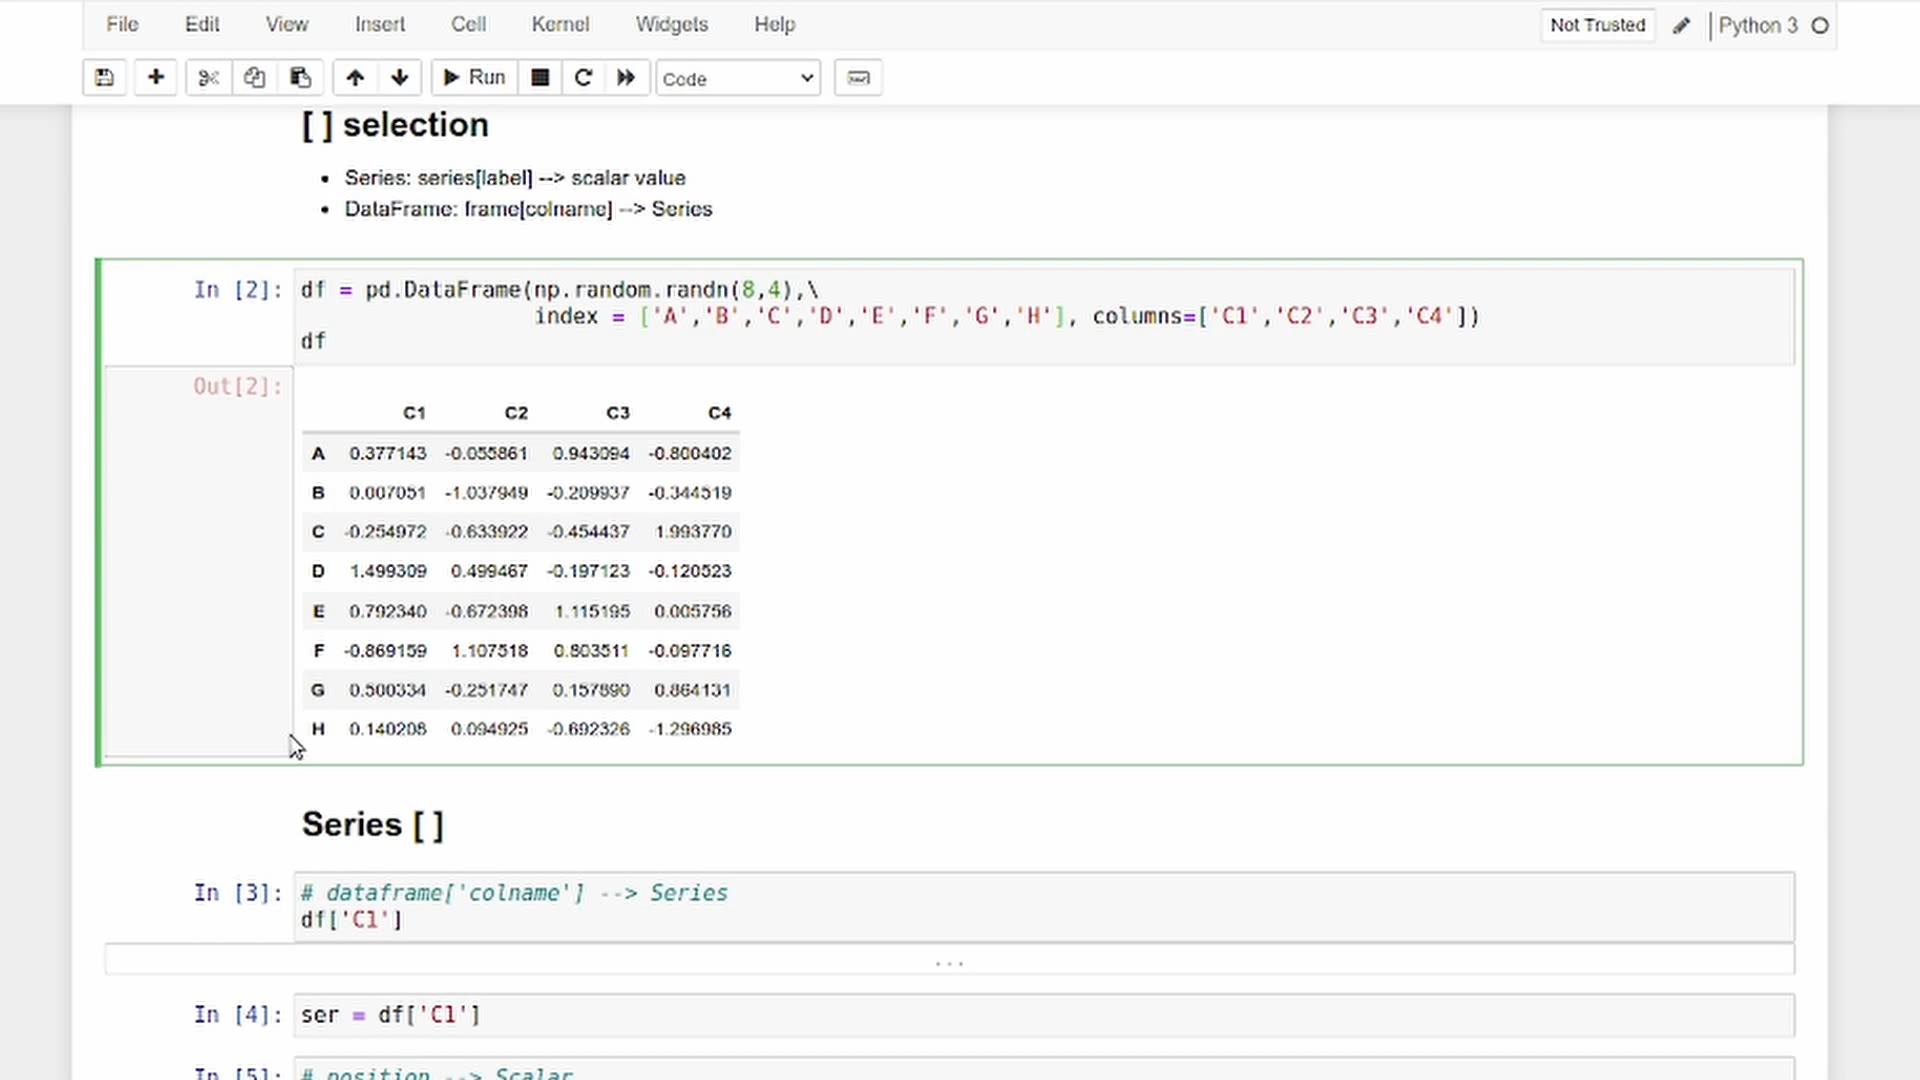 File Edit View Insert Cell Kernel Widgets Help Not Trusted Python 3
Run Code
[ ] selection
• Series: series[label] --> scalar value
• DataFrame: frame[colname] --> Series
In [2]: df = pd.DataFrame(np.random.randn(8,4),\
index = ['A','B','C','D','E','F','G','H'], columns=['C1','C2','C3','C4'])
df
Out[2]:
C1 C2 C3 C4
A 0.377143 -0.055861 0.943094 -0.800402
B 0.007051 -1.037949 -0.209937 -0.344519
C -0.254972 -0.633922 -0.454437 1.993770
D 1.499309 0.499467 -0.197123 -0.120523
E 0.792340 -0.672398 1.115195 0.005756
F -0.869159 1.107518 0.803511 -0.097716
G 0.500334 -0.251747 0.157890 0.864131
H 0.140208 0.094925 -0.692326 -1.296985
Series [ ]
In [3]: # dataframe['colname'] --> Series
df['C1']
...
In [4]: ser = df['C1']
In [5]: # position --> Scalar